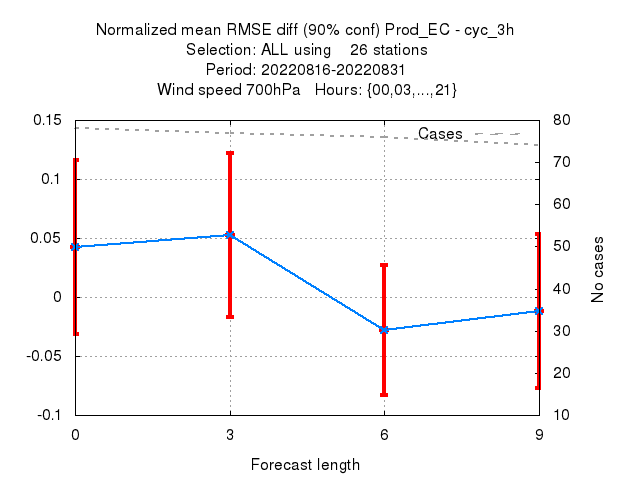 Normalized mean RMSE diff (90% conf) Prod_EC - cyc_3h
Selection: ALL using 26 stations
Period: 20220816-20220831
Wind speed 700hPa Hours: {00,03,...,21}
0.15
0.1
0.05
0
-0.05
-0.1
Cases
80
70
60
50
40
30
20
10
No cases
0
3
6
9
Forecast length